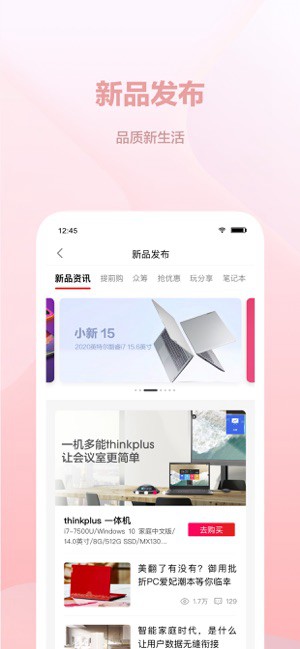 新品发布
品质新生活
12:45
新品发布
新品资讯 提前购 众筹 抢优惠 玩分享 笔记本
小新 15
2020英特尔酷睿i7 15.6英寸
一机多能thinkplus
让会议室更简单
thinkplus 一体机
i7-7500U/Windows 10 家庭中文版/
14.0英寸/8G/512G SSD/MX130...
去购买
美翻了有没有？御用批
折PC爱妃潮本等你临幸
1.7万 129
智能家庭时代，是什么
让用户数据无缝衔接